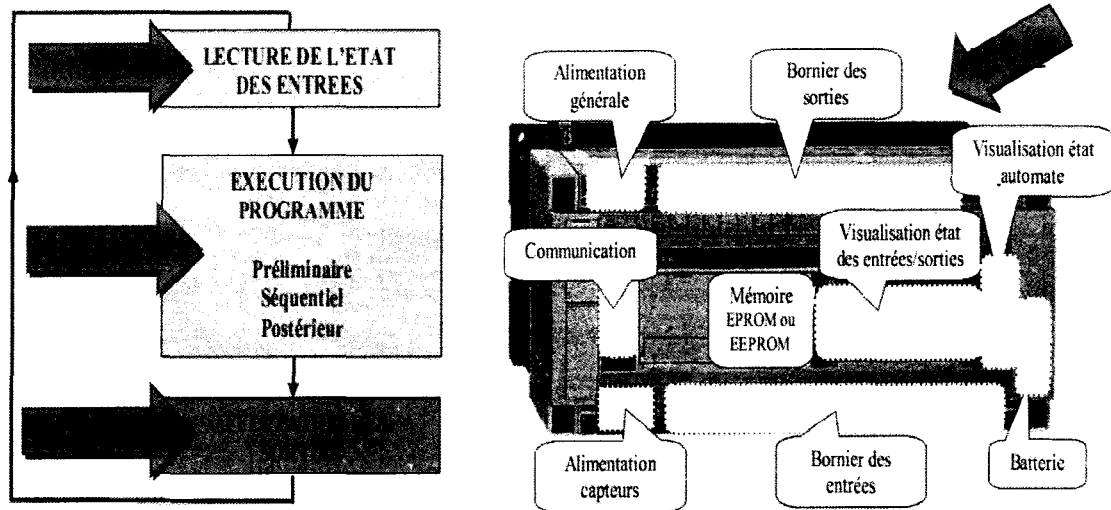 LECTURE DE L'ETAT
DES ENTREES
EXECUTION DU
PROGRAMME
Préliminaire
Séquentiel
Postérieur
Alimentation
générale
Bornier des
sorties
Visualisation état
automate
Communication
Visualisation état
des entrées/sorties
Mémoire
EPROM ou
EEPROM
Alimentation
capteurs
Bornier des
entrées
Batterie